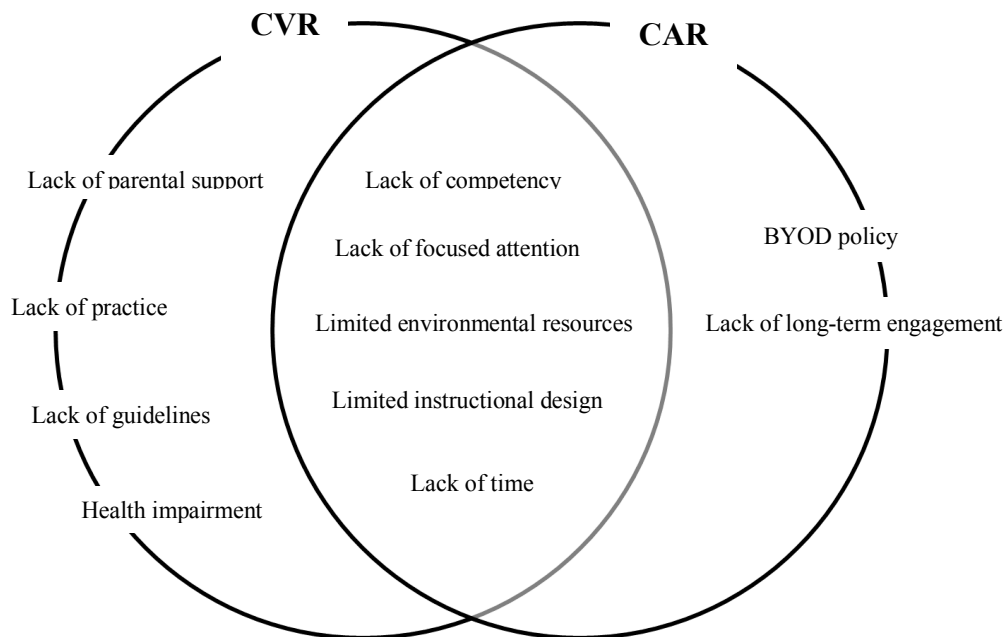 CVR
CAR
Lack of parental support
Lack of practice
Lack of guidelines
Health impairment
Lack of competency
Lack of focused attention
Limited environmental resources
Limited instructional design
Lack of time
BYOD policy
Lack of long-term engagement